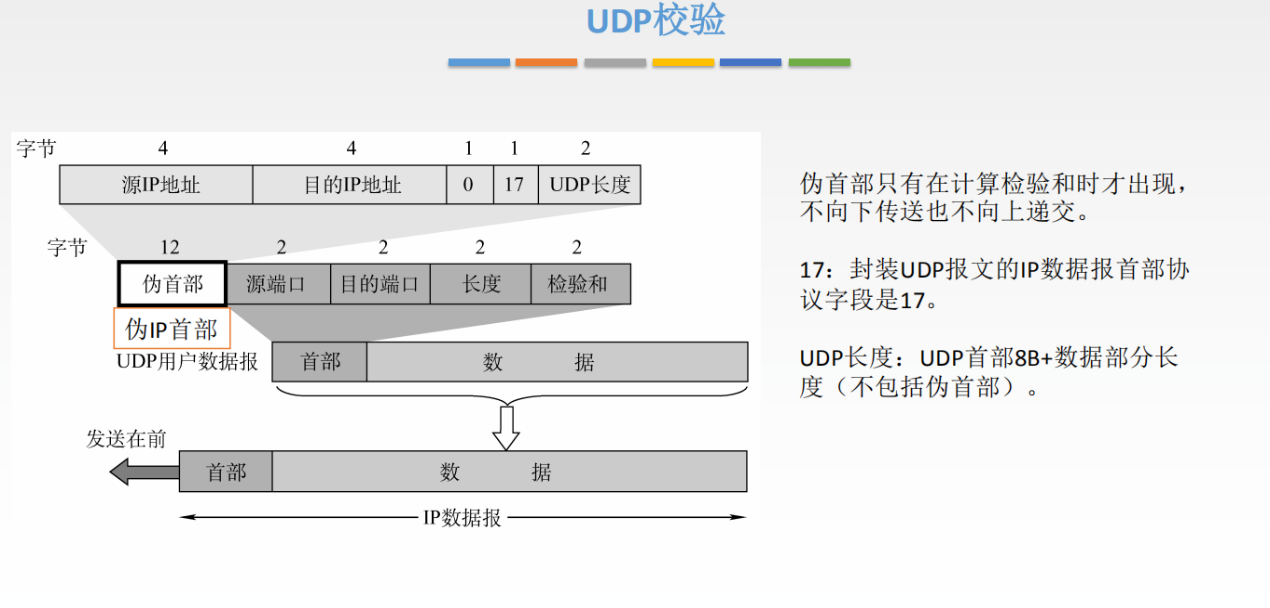 UDP校验
字节 4 4 1 1 2
源IP地址 目的IP地址 0 17 UDP长度
字节 12 2 2 2 2
伪首部 源端口 目的端口 长度 检验和
伪IP首部
UDP用户数据报 首部 数 据
发送在前
首部 数 据
IP数据报
伪首部只有在计算检验和时才出现，
不向下传送也不向上递交。
17：封装UDP报文的IP数据报首部协
议字段是17。
UDP长度：UDP首部8B+数据部分长
度（不包括伪首部）。